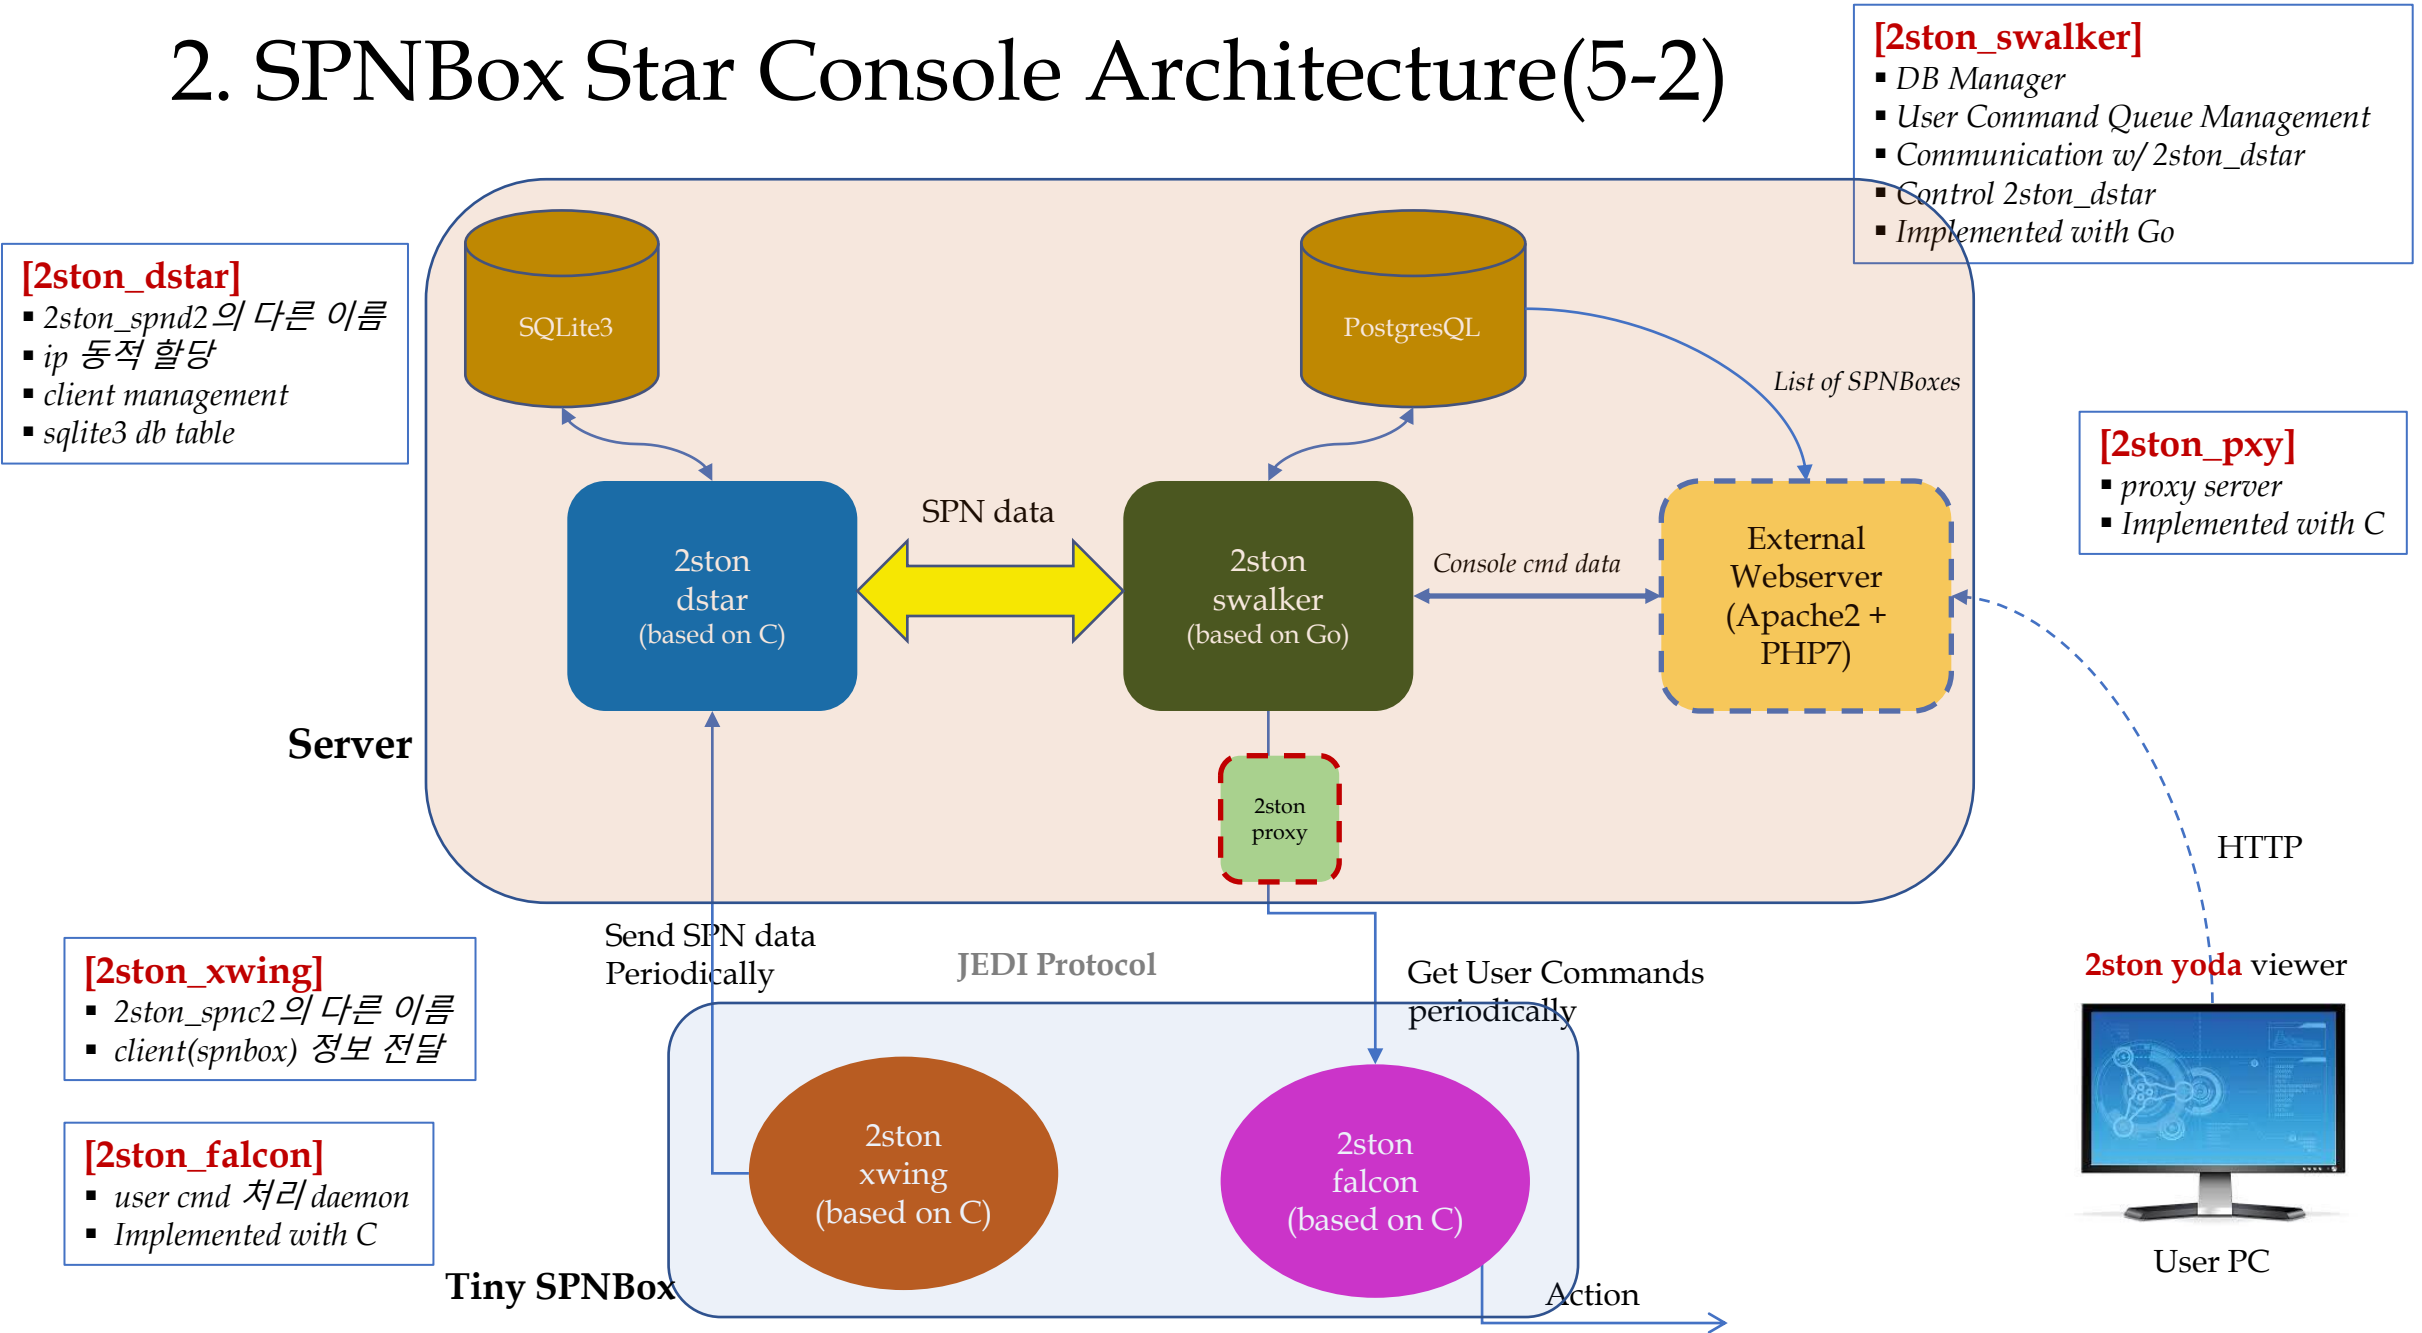 2. SPNBox Star Console Architecture(5-2)
[2ston_swalker]
▪ DB Manager
▪ User Command Queue Management
▪ Communication w/ 2ston_dstar
▪ Control 2ston_dstar
▪ Implemented with Go
[2ston_dstar]
▪ 2ston_spnd2의 다른 이름
▪ ip 동적 할당
▪ client management
▪ sqlite3 db table
SQLite3
PostgresQL
List of SPNBoxes
[2ston_pxy]
▪ proxy server
▪ Implemented with C
2ston
dstar
(based on C)
SPN data
2ston
swalker
(based on Go)
Console cmd data
External
Webserver
(Apache2 +
PHP7)
Server
2ston
proxy
HTTP
Send SPN data
Periodically
JEDI Protocol
Get User Commands
periodically
2ston yoda viewer
[2ston_xwing]
▪ 2ston_spnc2의 다른 이름
▪ client(spnbox) 정보 전달
[2ston_falcon]
▪ user cmd 처리 daemon
▪ Implemented with C
2ston
xwing
(based on C)
2ston
falcon
(based on C)
Tiny SPNBox
Action
User PC